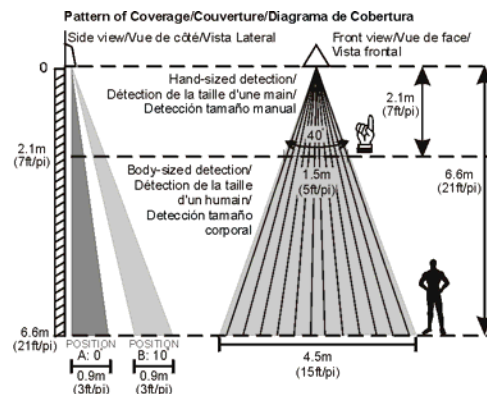 Pattern of Coverage/Couverture/Diagrama de Cobertura
Side view/Vue de côté/Vista Lateral
Front view/Vue de face/
Vista frontal
0
Hand-sized detection/
Détection de la taille d'une main/
Detección tamaño manual
40°
2.1m
(7ft/pi)
2.1m
(7ft/pi)
Body-sized detection/
Détection de la taille
d'un humain/
Detección tamaño
corporal
1.5m
(5ft/pi)
6.6m
(21ft/pi)
6.6m
(21ft/pi)
POSITION
A: 0°
0.9m
(3ft/pi)
POSITION
B: 10°
0.9m
(3ft/pi)
4.5m
(15ft/pi)